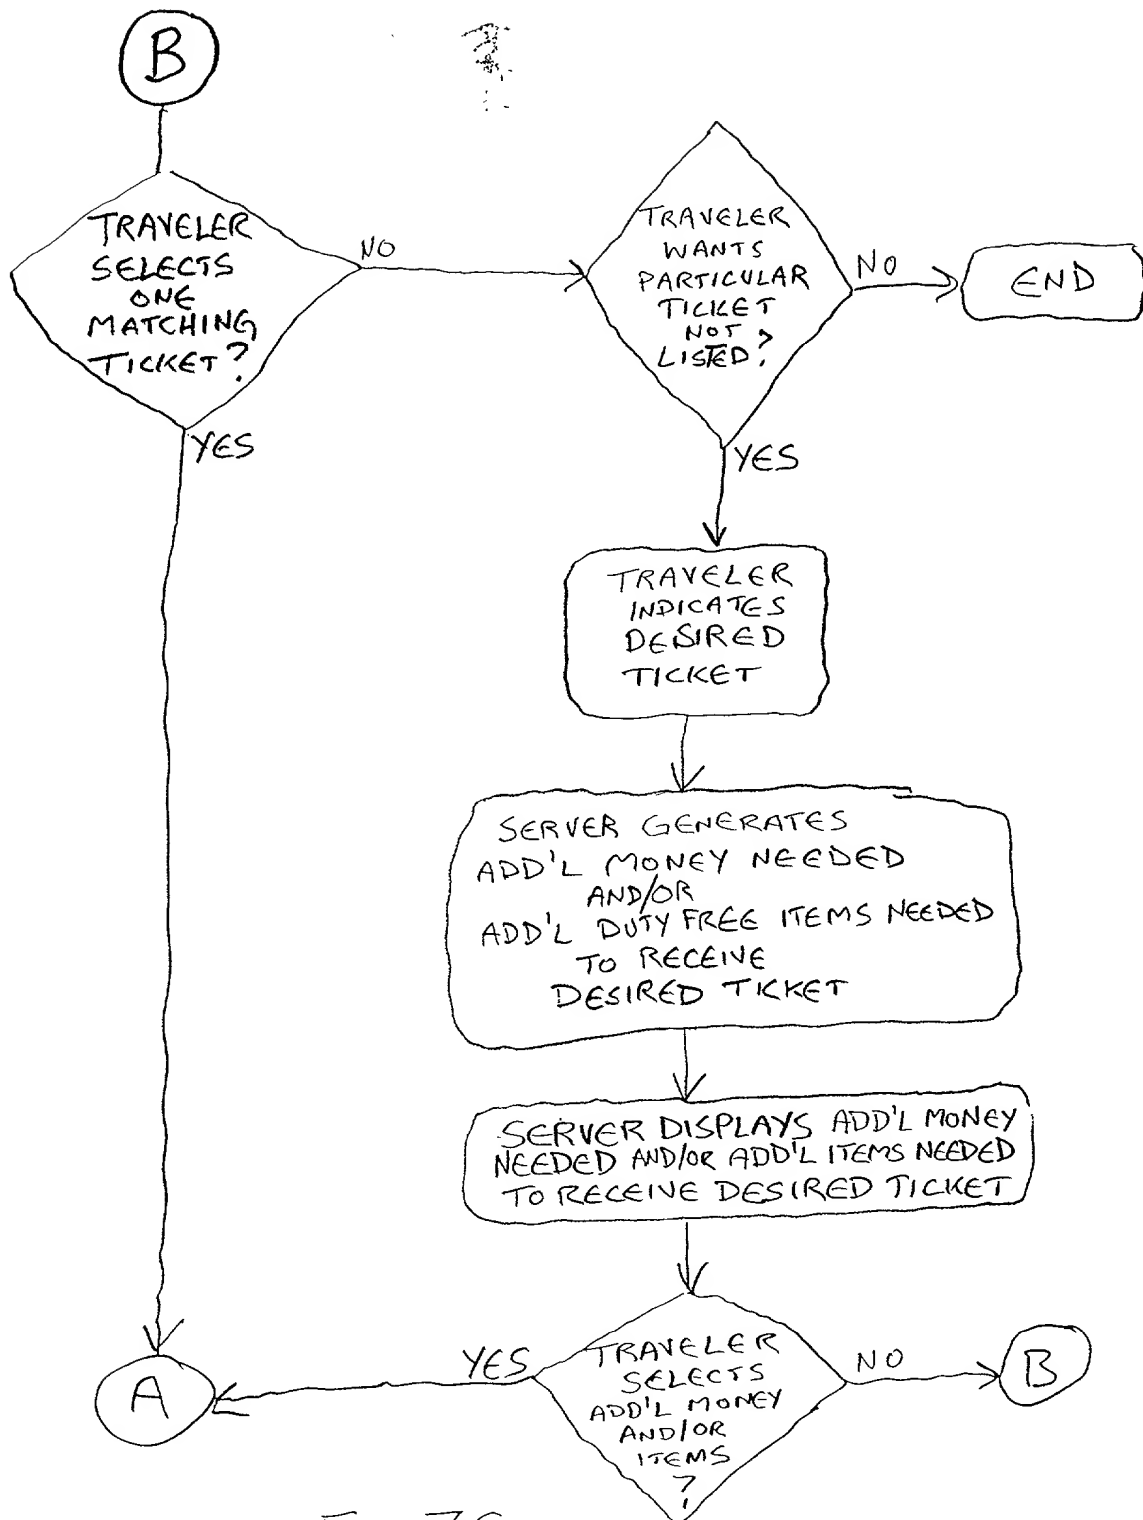 B
TRAVELER
SELECTS
ONE
MATCHING
TICKET?
NO
YES
TRAVELER
WANTS
PARTICULAR
TICKET
NOT
LISTED?
NO
END
YES
TRAVELER
INDICATES
DESIRED
TICKET
SERVER GENERATES
ADD'L MONEY NEEDED
AND/OR
ADD'L DUTY FREE ITEMS NEEDED
TO RECEIVE
DESIRED TICKET
SERVER DISPLAYS ADD'L MONEY
NEEDED AND/OR ADD'L ITEMS NEEDED
TO RECEIVE DESIRED TICKET
TRAVELER
SELECTS
ADD'L MONEY
AND/OR
ITEMS
?
YES
A
NO
B